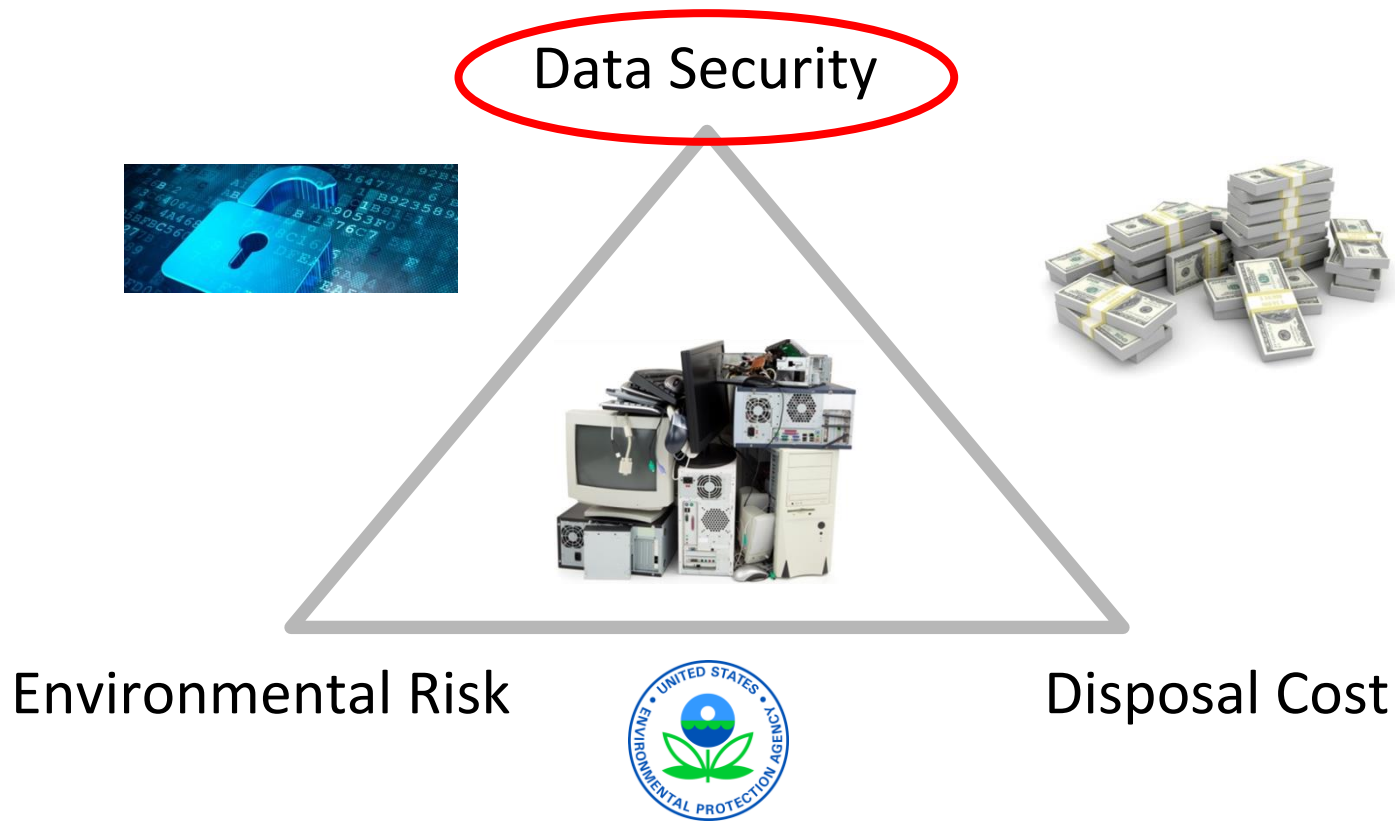 Data Security
Environmental Risk
Disposal Cost
UNITED STATES
ENVIRONMENTAL PROTECTION AGENCY